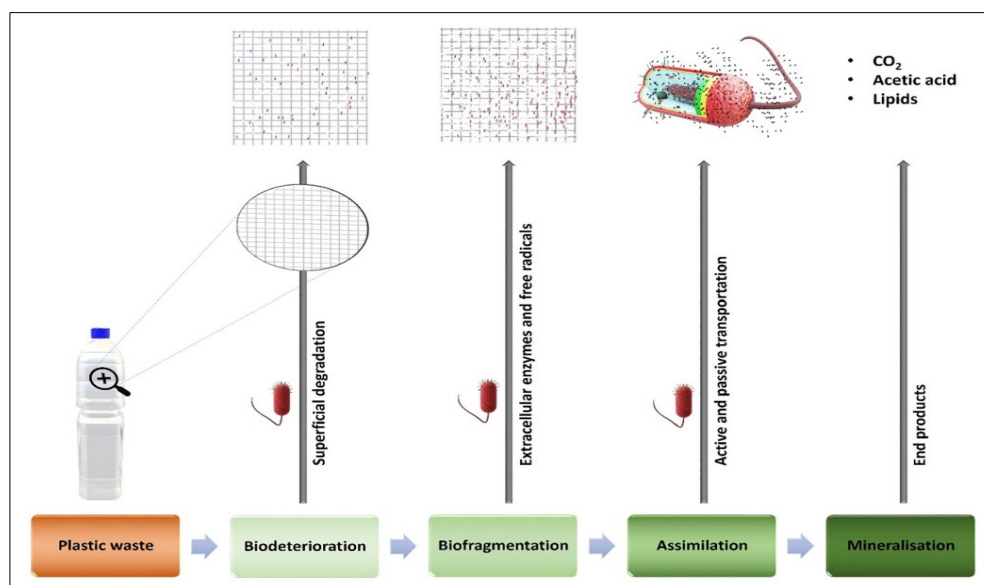 • CO₂
• Acetic acid
• Lipids
Superficial degradation
Extracellular enzymes and free radicals
Active and passive transportation
End products
Plastic waste
Biodeterioration
Biofragmentation
Assimilation
Mineralisation